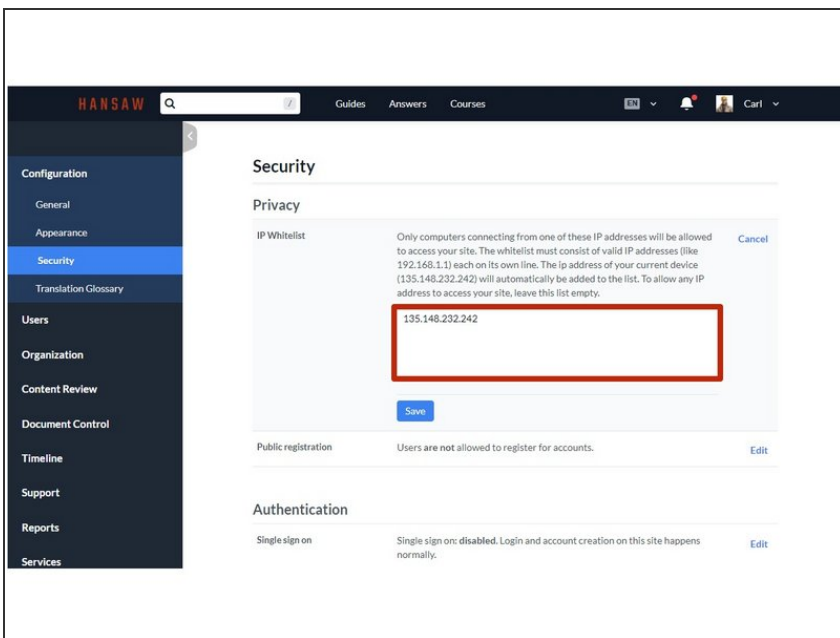 HANSAW
/
Guides
Answers
Courses
EN
Carl
Configuration
General
Appearance
Security
Translation Glossary
Users
Organization
Content Review
Document Control
Timeline
Support
Reports
Services
Security
Privacy
IP Whitelist
Only computers connecting from one of these IP addresses will be allowed
to access your site. The whitelist must consist of valid IP addresses (like
192.168.1.1) each on its own line. The ip address of your current device
(135.148.232.242) will automatically be added to the list. To allow any IP
address to access your site, leave this list empty.
Cancel
135.148.232.242
Save
Public registration
Users are not allowed to register for accounts.
Edit
Authentication
Single sign on
Single sign on: disabled. Login and account creation on this site happens
normally.
Edit